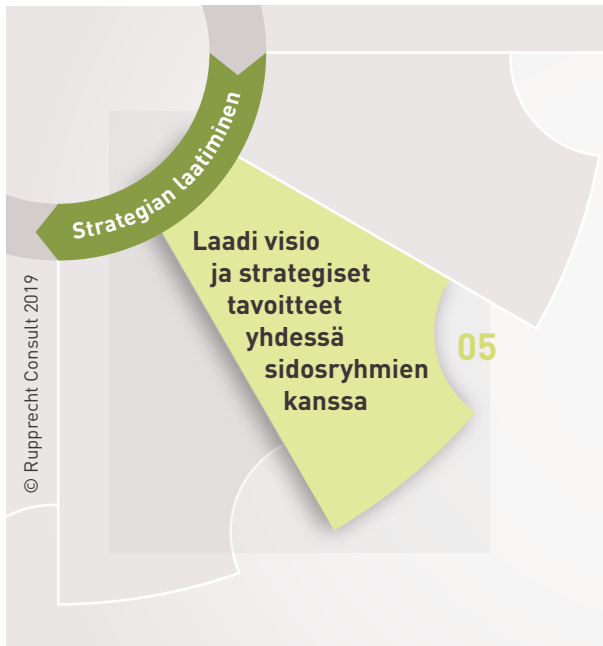 Strategian laatiminen
Laadi visio
ja strategiset
tavoitteet
yhdessä
sidosryhmien
kanssa
05
© Rupprecht Consult 2019